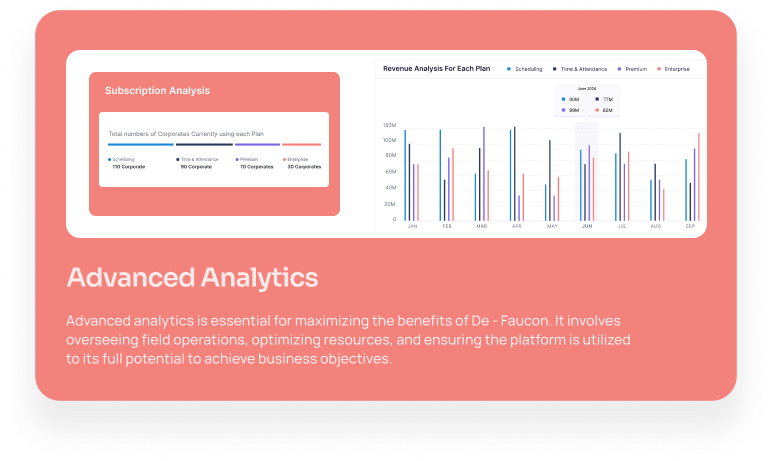 Subscription Analysis
Total numbers of Corporates Currently using each Plan
Scheduling Time & Attendance Premium Enterprise
110 Corporate 90 Corporate 70 Corporates 30 Corporates
Revenue Analysis For Each Plan Scheduling Time & Attendance Premium Enterprise
June 2024
90M 77M
99M 82M
150M
100M
80M
60M
40M
20M
0
JAN FEB MAR APR MAY JUN JUL AUG SEP
Advanced Analytics
Advanced analytics is essential for maximizing the benefits of De - Faucon. It involves
overseeing field operations, optimizing resources, and ensuring the platform is utilized
to its full potential to achieve business objectives.